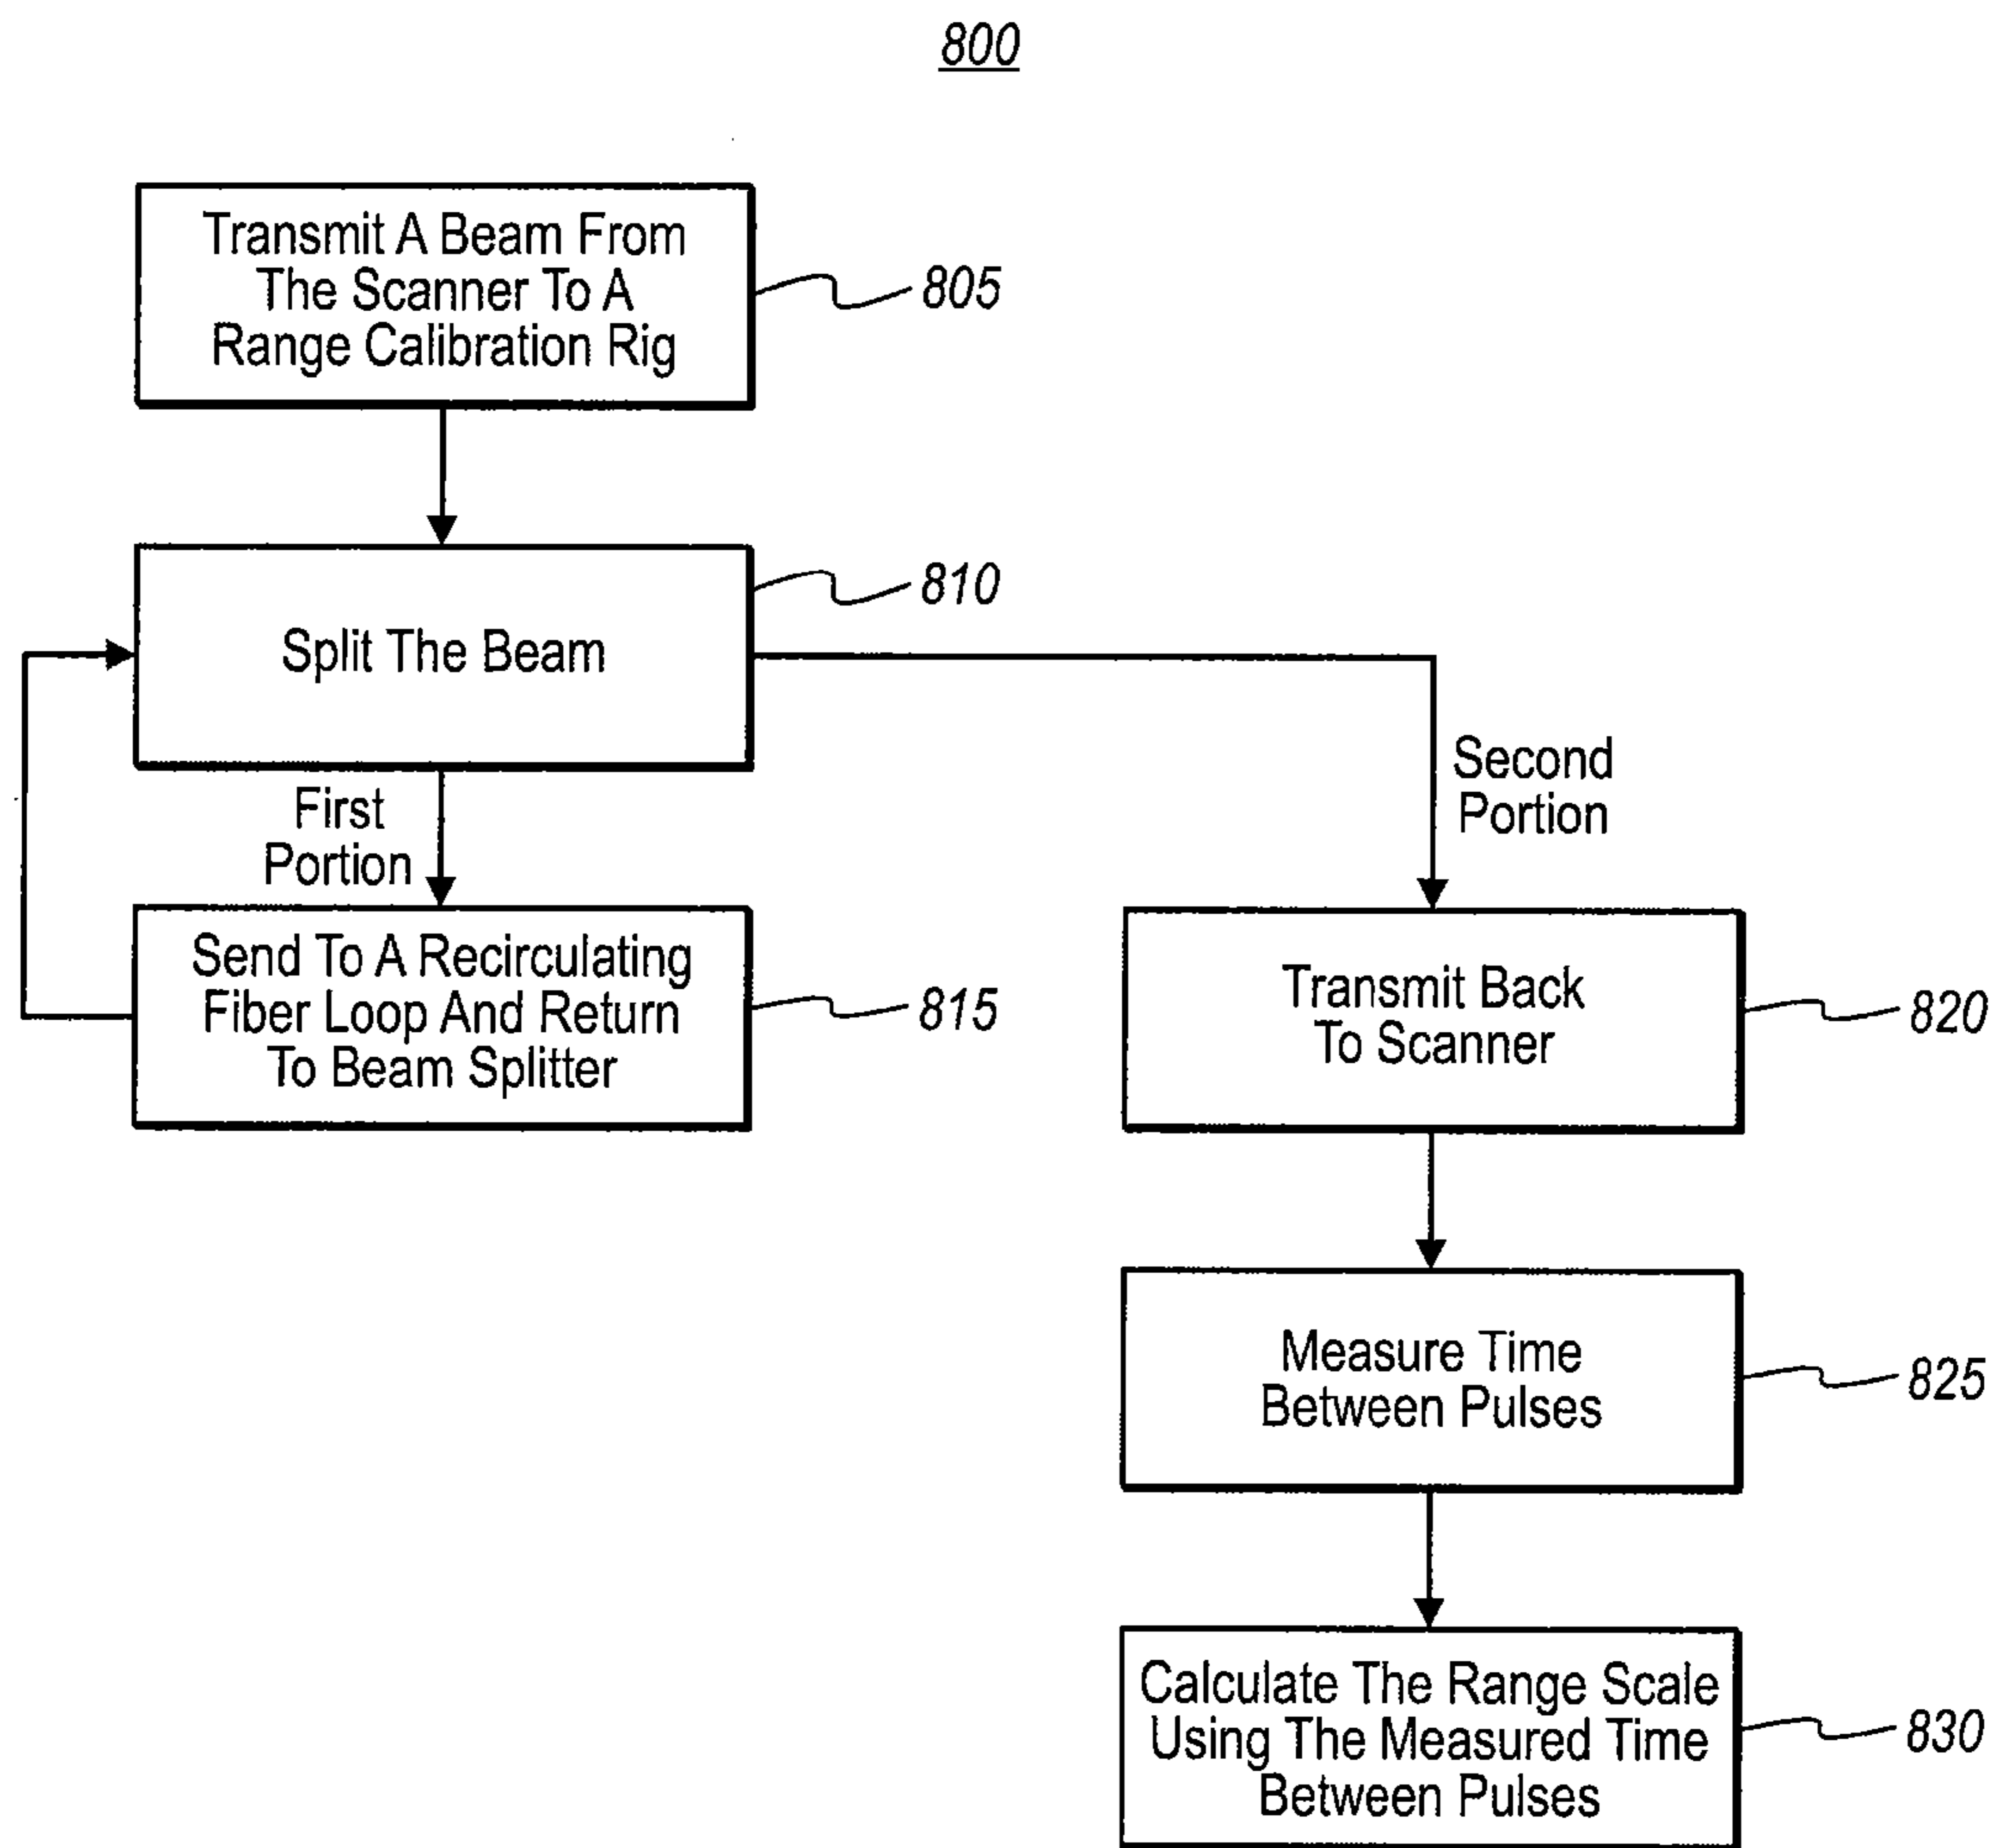 800
Transmit A Beam From
The Scanner To A
Range Calibration Rig
805
Split The Beam
810
First
Portion
Second
Portion
Send To A Recirculating
Fiber Loop And Return
To Beam Splitter
815
Transmit Back
To Scanner
820
Measure Time
Between Pulses
825
Calculate The Range Scale
Using The Measured Time
Between Pulses
830